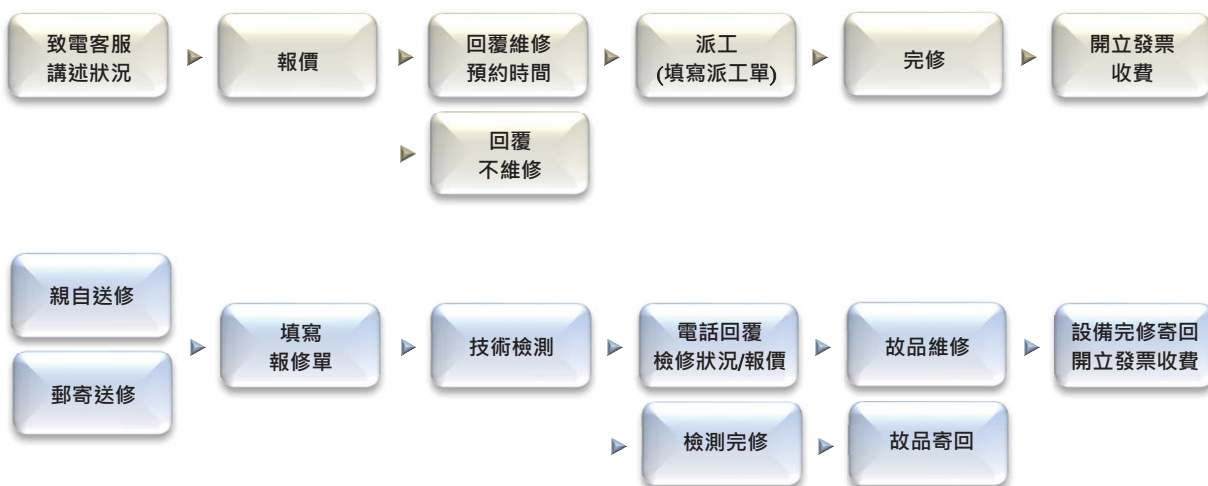 致電客服
講述狀況
報價
回覆維修
預約時間
派工
(填寫派工單)
完修
開立發票
收費
回覆
不維修
親自送修
郵寄送修
填寫
報修單
技術檢測
電話回覆
檢修狀況/報價
故品維修
設備完修寄回
開立發票收費
檢測完修
故品寄回